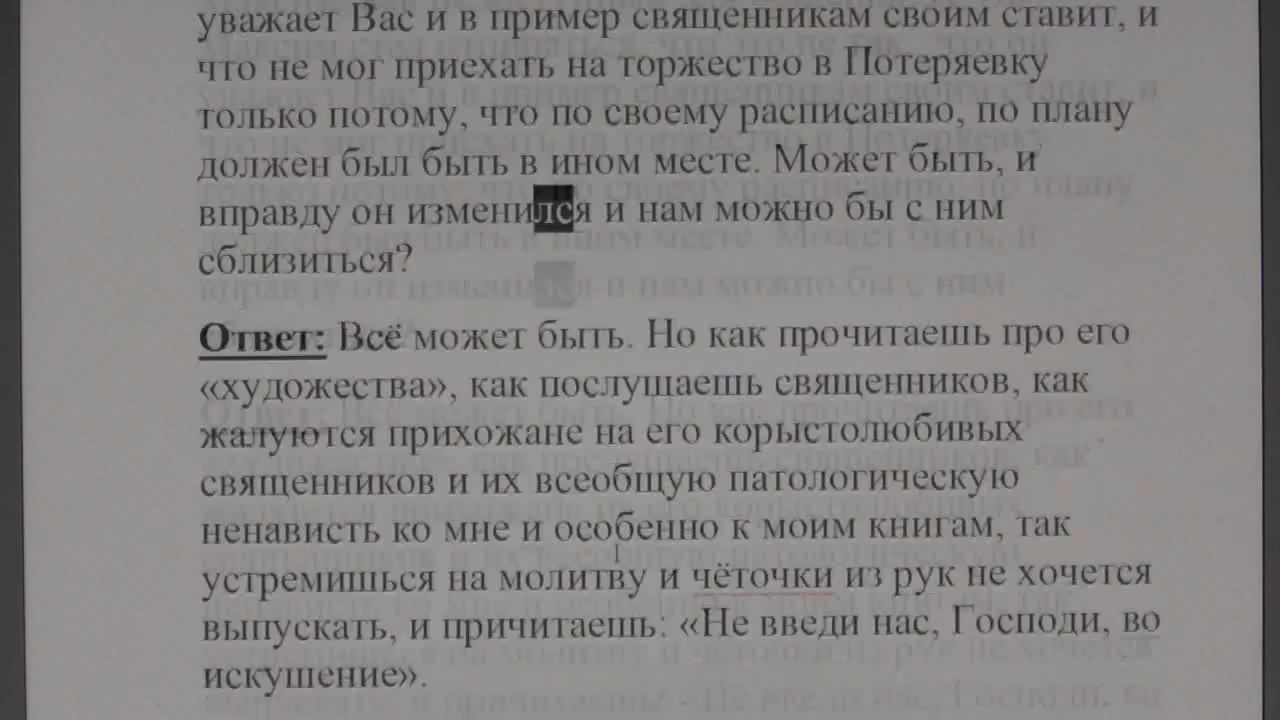 уважает Вас и в пример священникам своим ставит, и
что не мог приехать на торжество в Потеряевку
только потому, что по своему расписанию, по плану
должен был быть в ином месте. Может быть, и
вправду он изменился и нам можно бы с ним
сблизиться?
Ответ: Всё может быть. Но как прочитаешь про его
«художества», как послушаешь священников, как
жалуются прихожане на его корыстолюбивых
священников и их всеобщую патологическую
ненависть ко мне и особенно к моим книгам, так
устремишься на молитву и чёточки из рук не хочется
выпускать, и причитаешь: «Не введи нас, Господи, во
искушение».